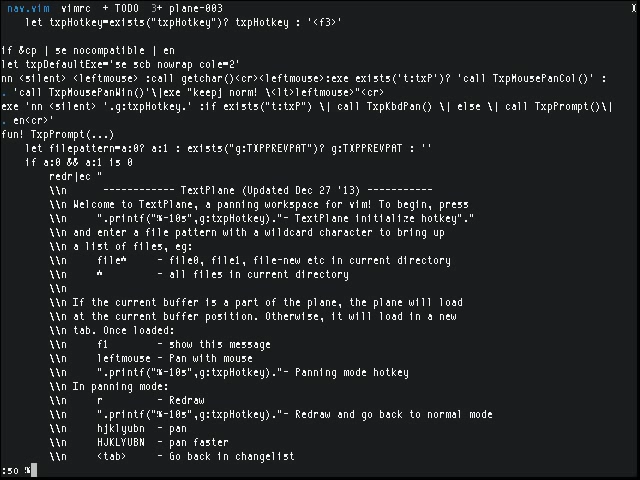 nav.vim  vimrc  + TODO  3+ plane-003                X
    let txpHotkey=exists("txpHotkey")? txpHotkey : '<f3>'
if &cp | se nocompatible | en
let txpDefaultExe='se scb nowrap cole=2'
nn <silent> <leftmouse> :call getchar()<cr><leftmouse>:exe exists('t:txP')? 'call TxpMousePanCol()' :
. 'call TxpMousePanWin()'\|exe "keepj norm! \<lt>leftmouse>"<cr>
exe 'nn <silent> '.g:txpHotkey.' :if exists("t:txP") \| call TxpKbdPan() \| else \| call TxpPrompt()\|
. en<cr>'
fun! TxpPrompt(...)
    let filepattern=a:0? a:1 : exists("g:TXPPREVPAT")? g:TXPPREVPAT : ''
    if a:0 && a:1 is 0
        redr|ec "
        \\n      ------------ TextPlane (Updated Dec 27 '13) -----------
        \\n Welcome to TextPlane, a panning workspace for vim! To begin, press
        \\n     ".printf("%-10s",g:txpHotkey)."- TextPlane initialize hotkey"."
        \\n and enter a file pattern with a wildcard character to bring up
        \\n a list of files, eg:
        \\n     file*     - file0, file1, file-new etc in current directory
        \\n     *         - all files in current directory
        \\n
        \\n If the current buffer is a part of the plane, the plane will load
        \\n at the current buffer position. Otherwise, it will load in a new
        \\n tab. Once loaded:
        \\n     f1        - show this message
        \\n     leftmouse - Pan with mouse
        \\n     ".printf("%-10s",g:txpHotkey)."- Panning mode hotkey
        \\n In panning mode:
        \\n     r         - Redraw
        \\n     ".printf("%-10s",g:txpHotkey)."- Redraw and go back to normal mode
        \\n     hjklyubn  - pan
        \\n     HJKLYUBN  - pan faster
        \\n     <tab>     - Go back in changelist
:so %